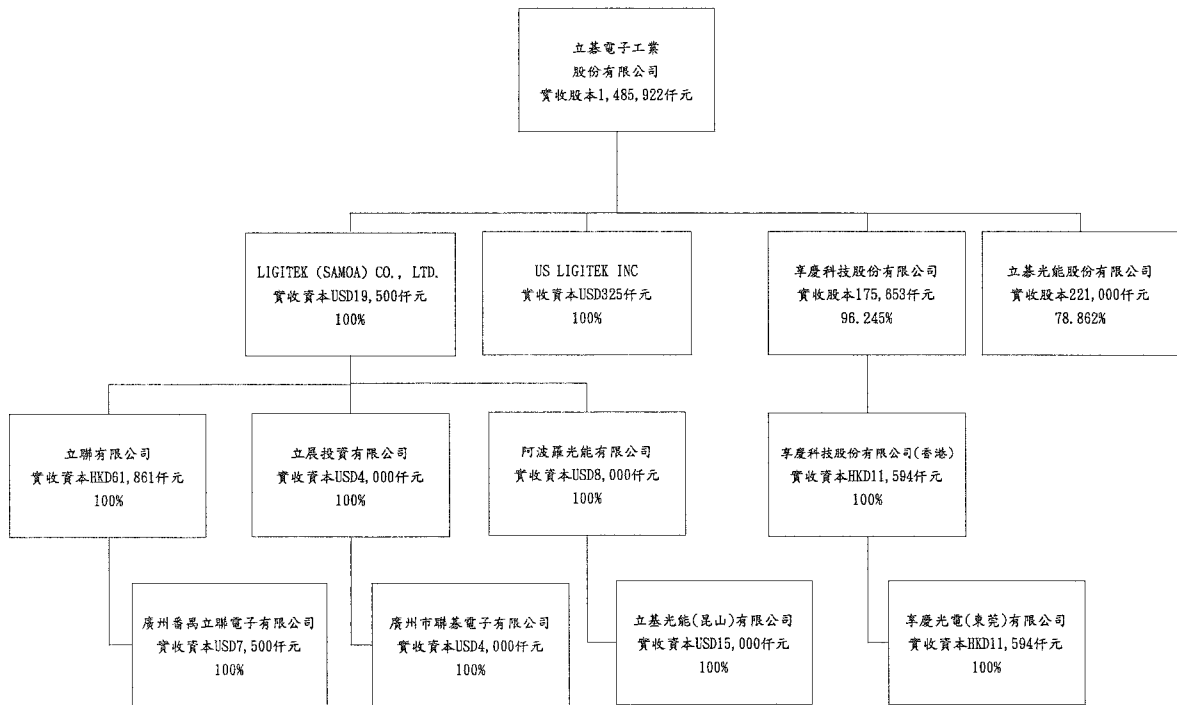 立碁電子工業
股份有限公司
實收股本1,485,922仟元
LIGITEK (SAMOA) CO., LTD.
實收資本USD19,500仟元
100%
US LIGITEK INC
實收資本USD325仟元
100%
享慶科技股份有限公司
實收股本175,653仟元
96.245%
立碁光能股份有限公司
實收股本221,000仟元
78.862%
立聯有限公司
實收資本HKD61,861仟元
100%
立展投資有限公司
實收資本USD4,000仟元
100%
阿波羅光能有限公司
實收資本USD8,000仟元
100%
享慶科技股份有限公司(香港)
實收資本HKD11,594仟元
100%
廣州番禺立聯電子有限公司
實收資本USD7,500仟元
100%
廣州市聯碁電子有限公司
實收資本USD4,000仟元
100%
立基光能(昆山)有限公司
實收資本USD15,000仟元
100%
享慶光電(東莞)有限公司
實收資本HKD11,594仟元
100%